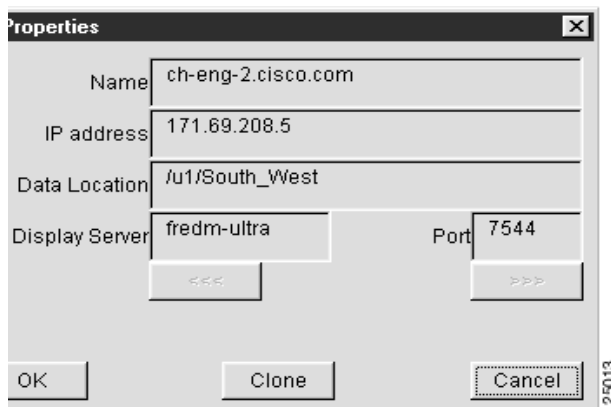 Properties
Name ch-eng-2.cisco.com
IP address 171.69.208.5
Data Location /u1/South_West
Display Server fredm-ultra Port 7544
<<< >>>
OK Clone Cancel
25013